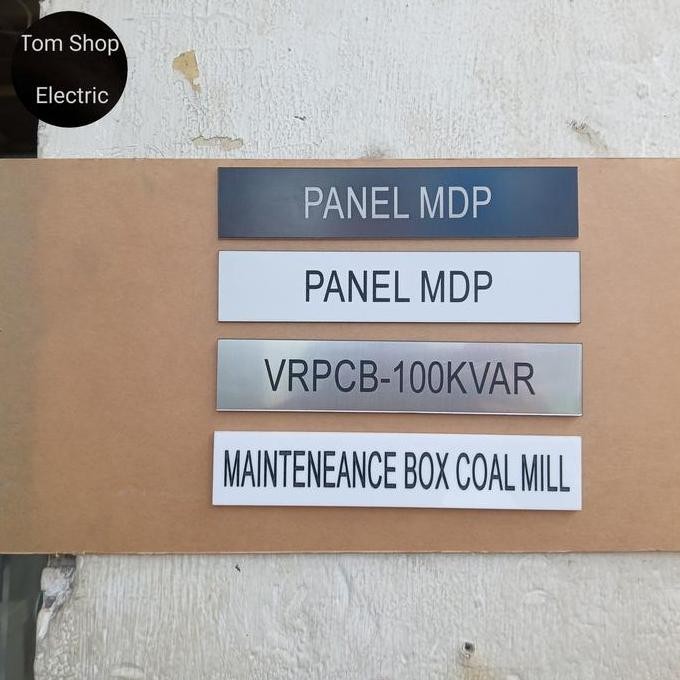 Tom Shop
Electric
PANEL MDP
PANEL MDP
VRPCB-100KVAR
MAINTENEANCE BOX COAL MILL